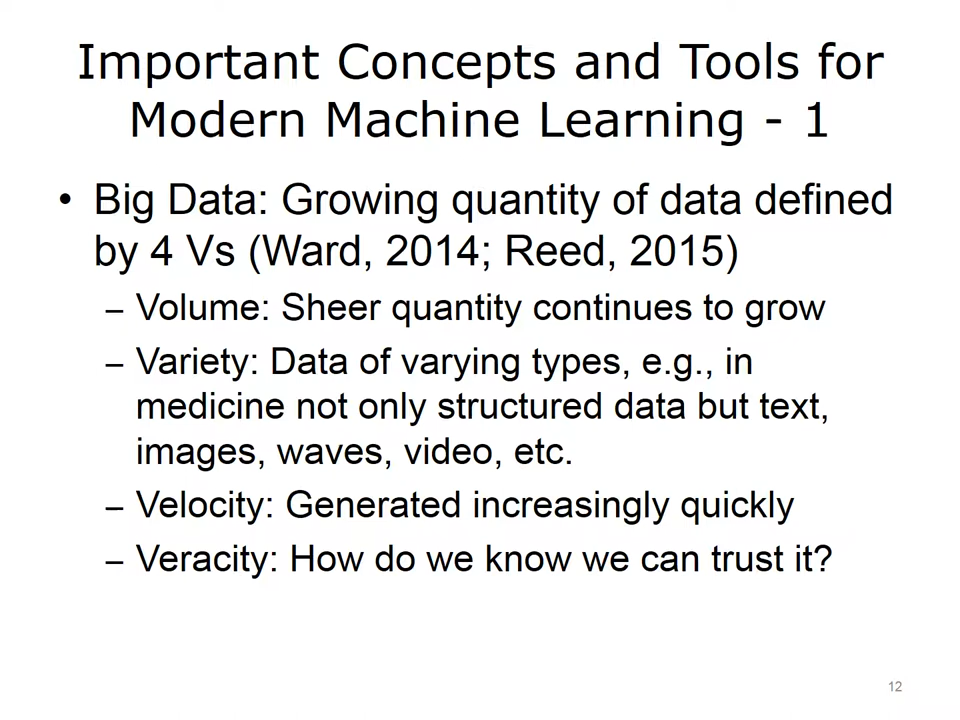 Important Concepts and Tools for
Modern Machine Learning - 1
• Big Data: Growing quantity of data defined
by 4 Vs (Ward, 2014; Reed, 2015)
– Volume: Sheer quantity continues to grow
– Variety: Data of varying types, e.g., in
medicine not only structured data but text,
images, waves, video, etc.
– Velocity: Generated increasingly quickly
– Veracity: How do we know we can trust it?
12